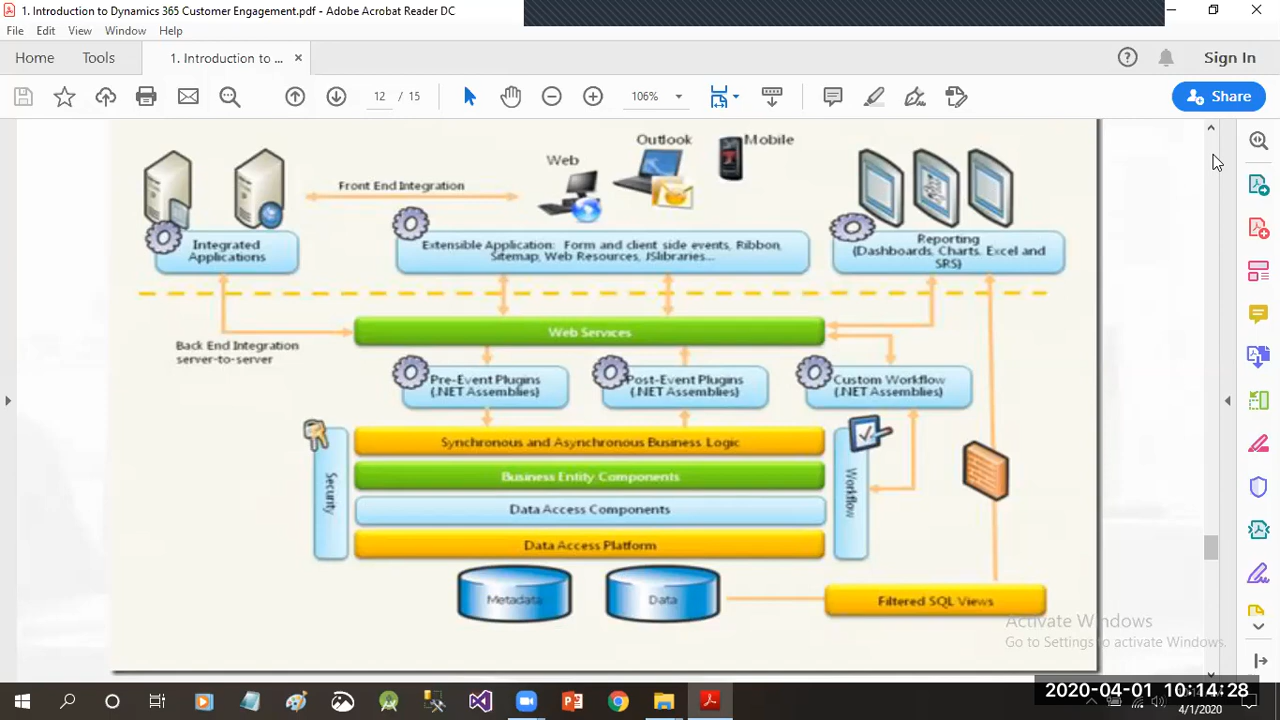 1. Introduction to Dynamics 365 Customer Engagement.pdf - Adobe Acrobat Reader DC
File Edit View Window Help
Home Tools 1. Introduction to ... × Sign In
12 / 15 106% Share
Outlook Mobile
Web
Front End Integration
Integrated
Applications
Extensible Application: Form and client side events, Ribbon,
Sitemap, Web Resources, JSlibraries...
Reporting
(Dashboards, Charts, Excel and
SRS)
Web Services
Back End Integration
server-to-server
Pre-Event Plugins
(.NET Assemblies)
Post-Event Plugins
(.NET Assemblies)
Custom Workflow
(.NET Assemblies)
Synchronous and Asynchronous Business Logic
Security
Business Entity Components
Workflow
Data Access Components
Data Access Platform
Metadata
Data
Filtered SQL Views
Activate Windows
Go to Settings to activate Windows.
2020-04-01 10:14:28
4/1/2020